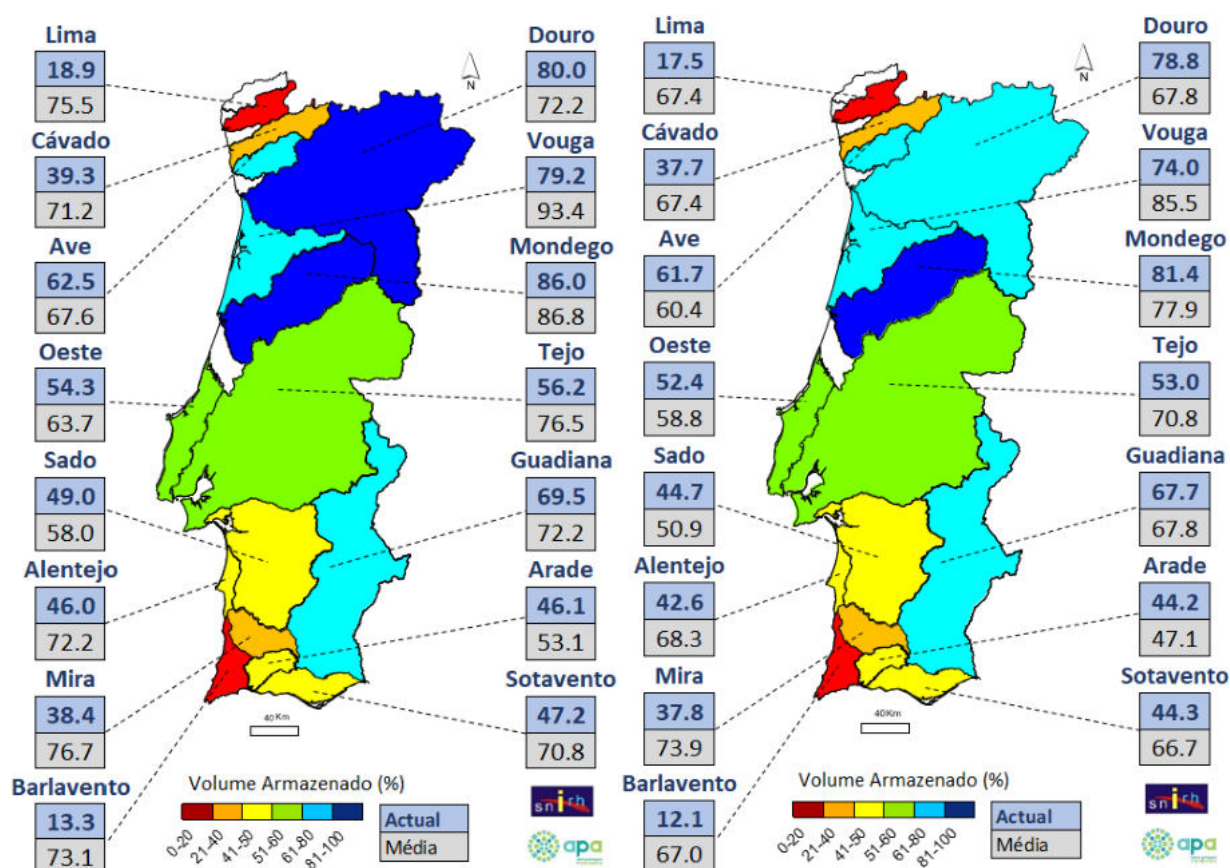 Lima
18.9
75.5
Cávado
39.3
71.2
Ave
62.5
67.6
Oeste
54.3
63.7
Sado
49.0
58.0
Alentejo
46.0
72.2
Mira
38.4
76.7
Barlavento
13.3
73.1
N
Douro
80.0
72.2
Vouga
79.2
93.4
Mondego
86.0
86.8
Tejo
56.2
76.5
Guadiana
69.5
72.2
Arade
46.1
53.1
Sotavento
47.2
70.8
40 Km
Volume Armazenado (%)
0-20
21-40
41-50
51-60
61-80
81-100
Actual
Média
snirh
apa
Lima
17.5
67.4
Cávado
37.7
67.4
Ave
61.7
60.4
Oeste
52.4
58.8
Sado
44.7
50.9
Alentejo
42.6
68.3
Mira
37.8
73.9
Barlavento
12.1
67.0
N
Douro
78.8
67.8
Vouga
74.0
85.5
Mondego
81.4
77.9
Tejo
53.0
70.8
Guadiana
67.7
67.8
Arade
44.2
47.1
Sotavento
44.3
66.7
40 Km
Volume Armazenado (%)
0-20
21-40
41-50
51-60
61-80
81-100
Actual
Média
snirh
apa